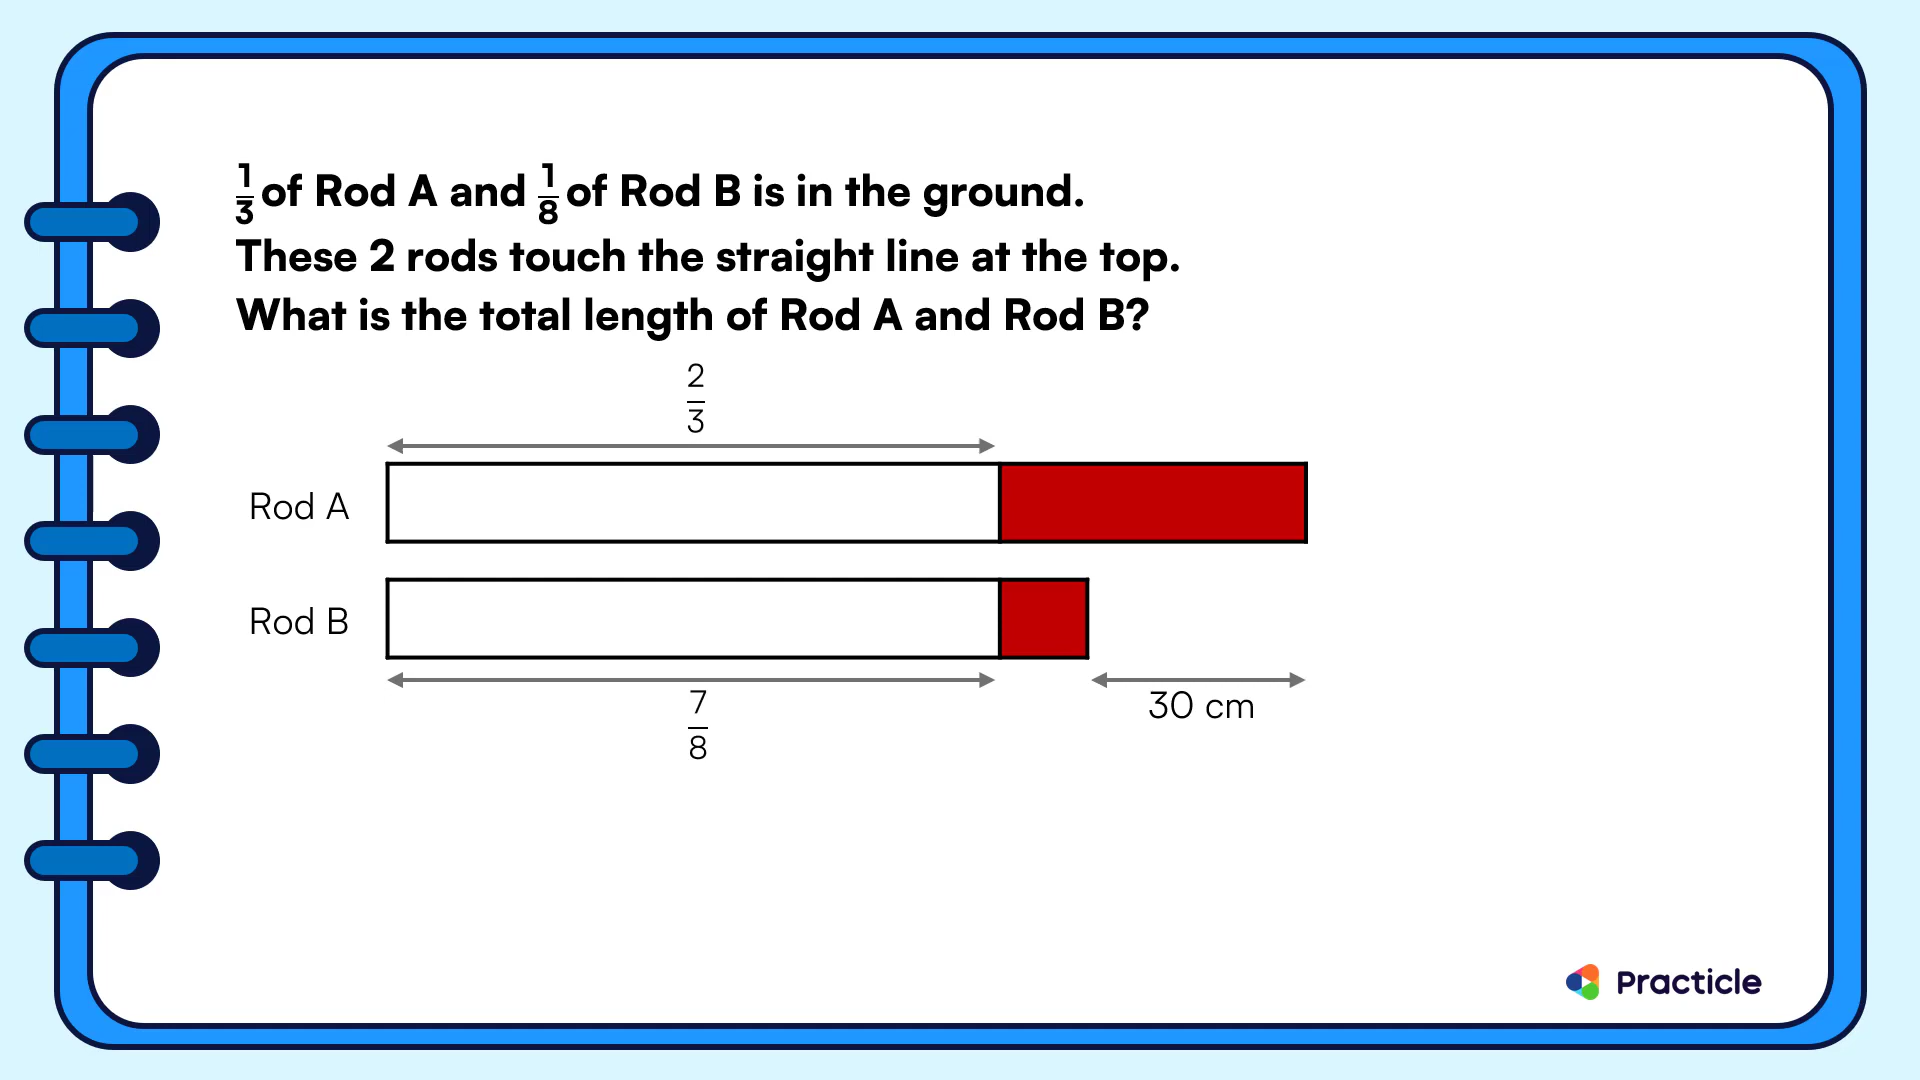 1/3 of Rod A and 1/8 of Rod B is in the ground.
These 2 rods touch the straight line at the top.
What is the total length of Rod A and Rod B?
2/3
Rod A
Rod B
7/8
30 cm
Practicle